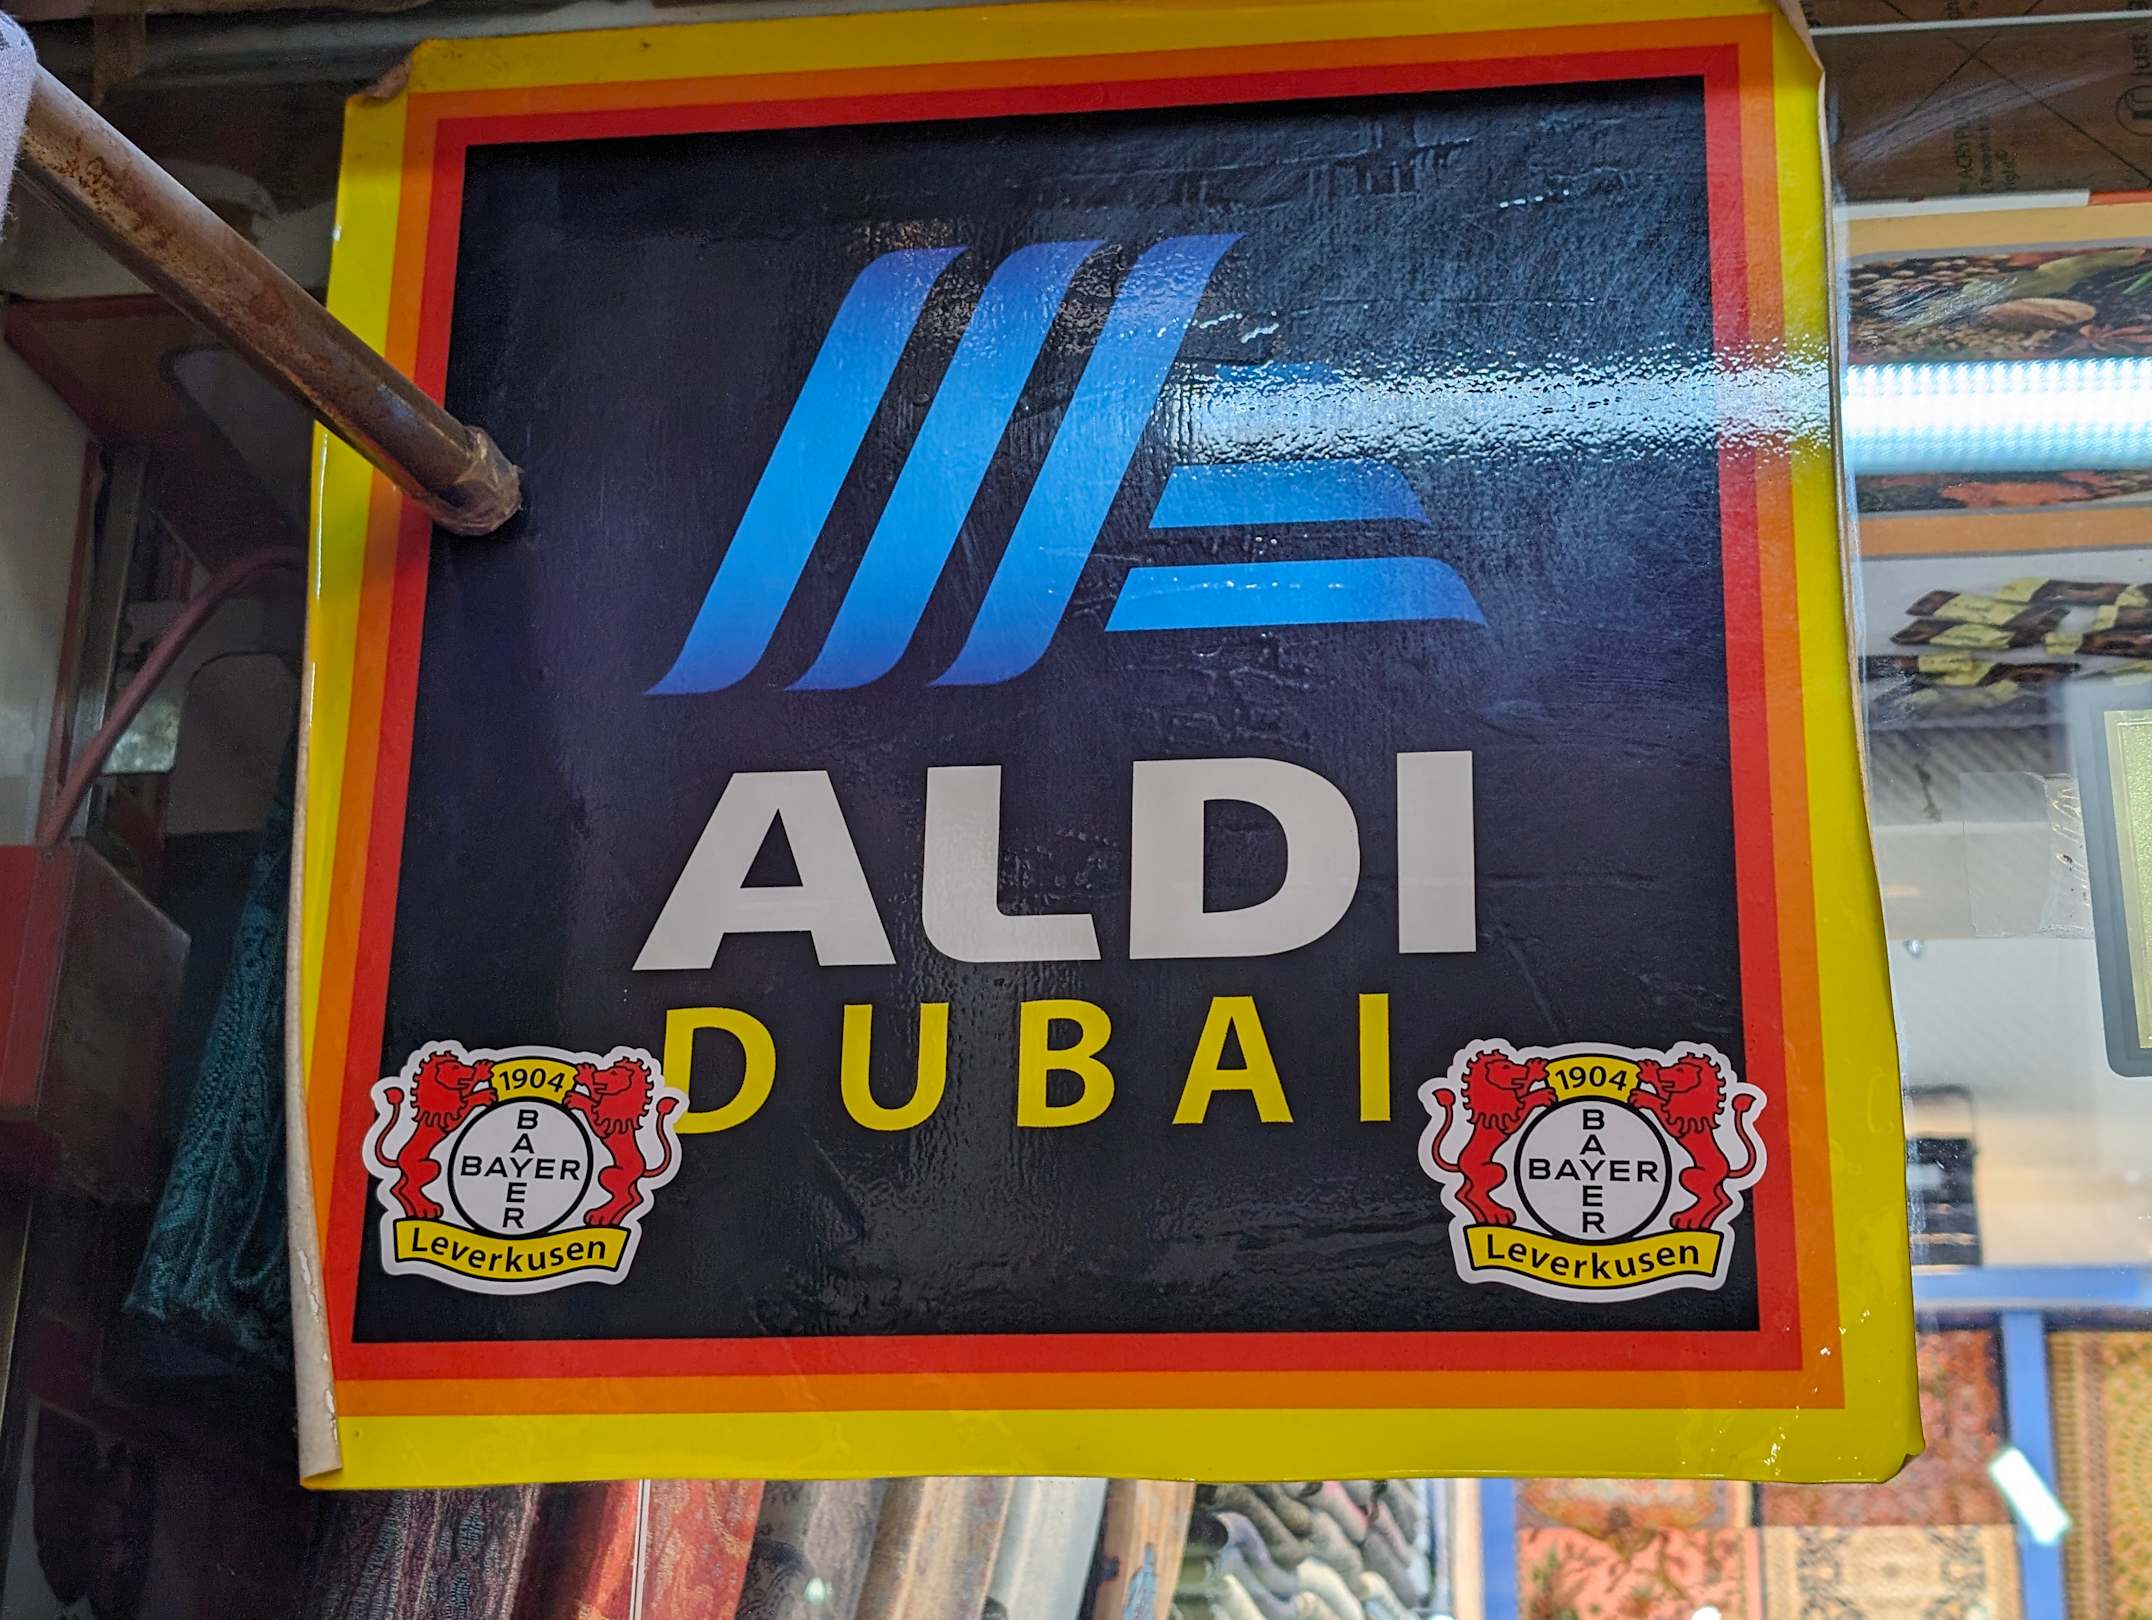 ALDI
DUBAI
1904
BAYER
BAYER
Leverkusen
1904
BAYER
BAYER
Leverkusen